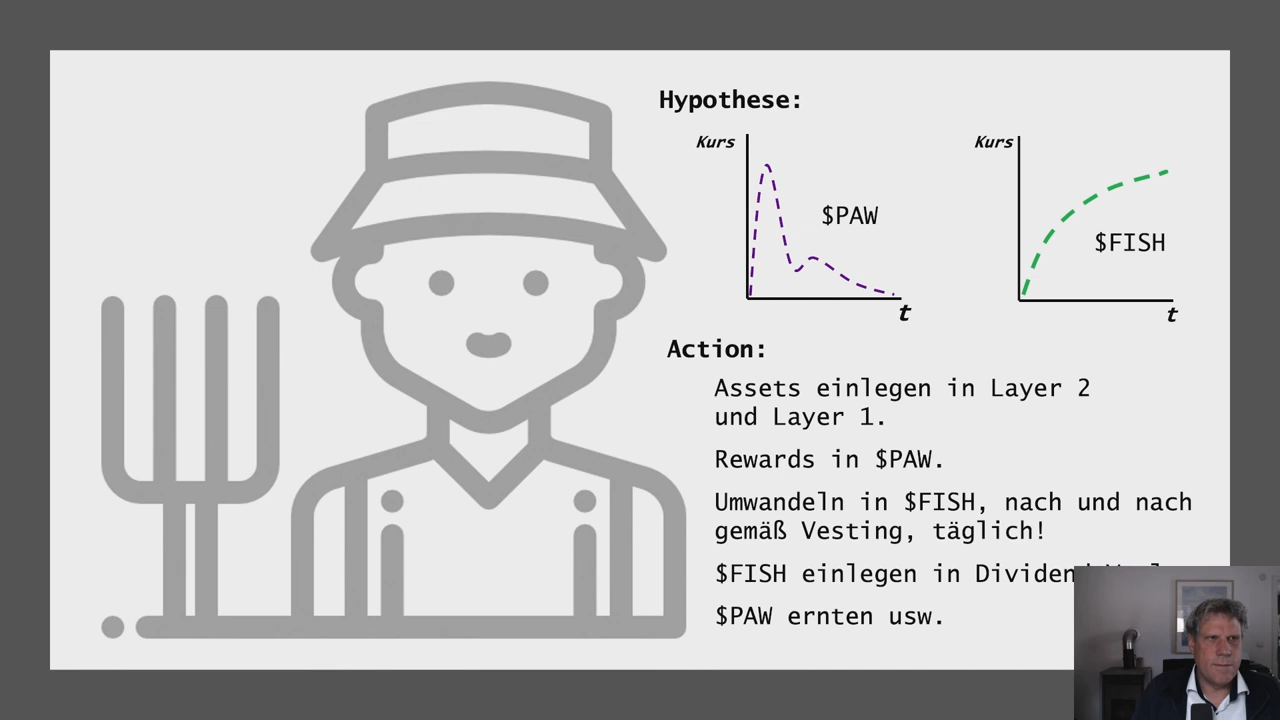 Hypothese:
Kurs
$PAW
t
Kurs
$FISH
t
Action:
Assets einlegen in Layer 2
und Layer 1.
Rewards in $PAW.
Umwandeln in $FISH, nach und nach
gemäß Vesting, täglich!
$FISH einlegen in Dividend
$PAW ernten usw.